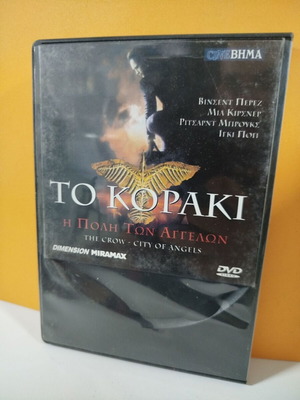 CINEΒΗΜΑ
ΒΙΝΣΕΝΤ ΠΕΡΕΖ
ΜΙΑ ΚΙΡΣΝΕΡ
ΡΙΤΣΑΡΝΤ ΜΠΡΟΥΚΣ
ΙΓΚΙ ΠΟΠ
ΤΟ ΚΟΡΑΚΙ
Η ΠΟΛΗ ΤΩΝ ΑΓΓΕΛΩΝ
THE CROW - CITY OF ANGELS
DIMENSION MIRAMAX
DVD